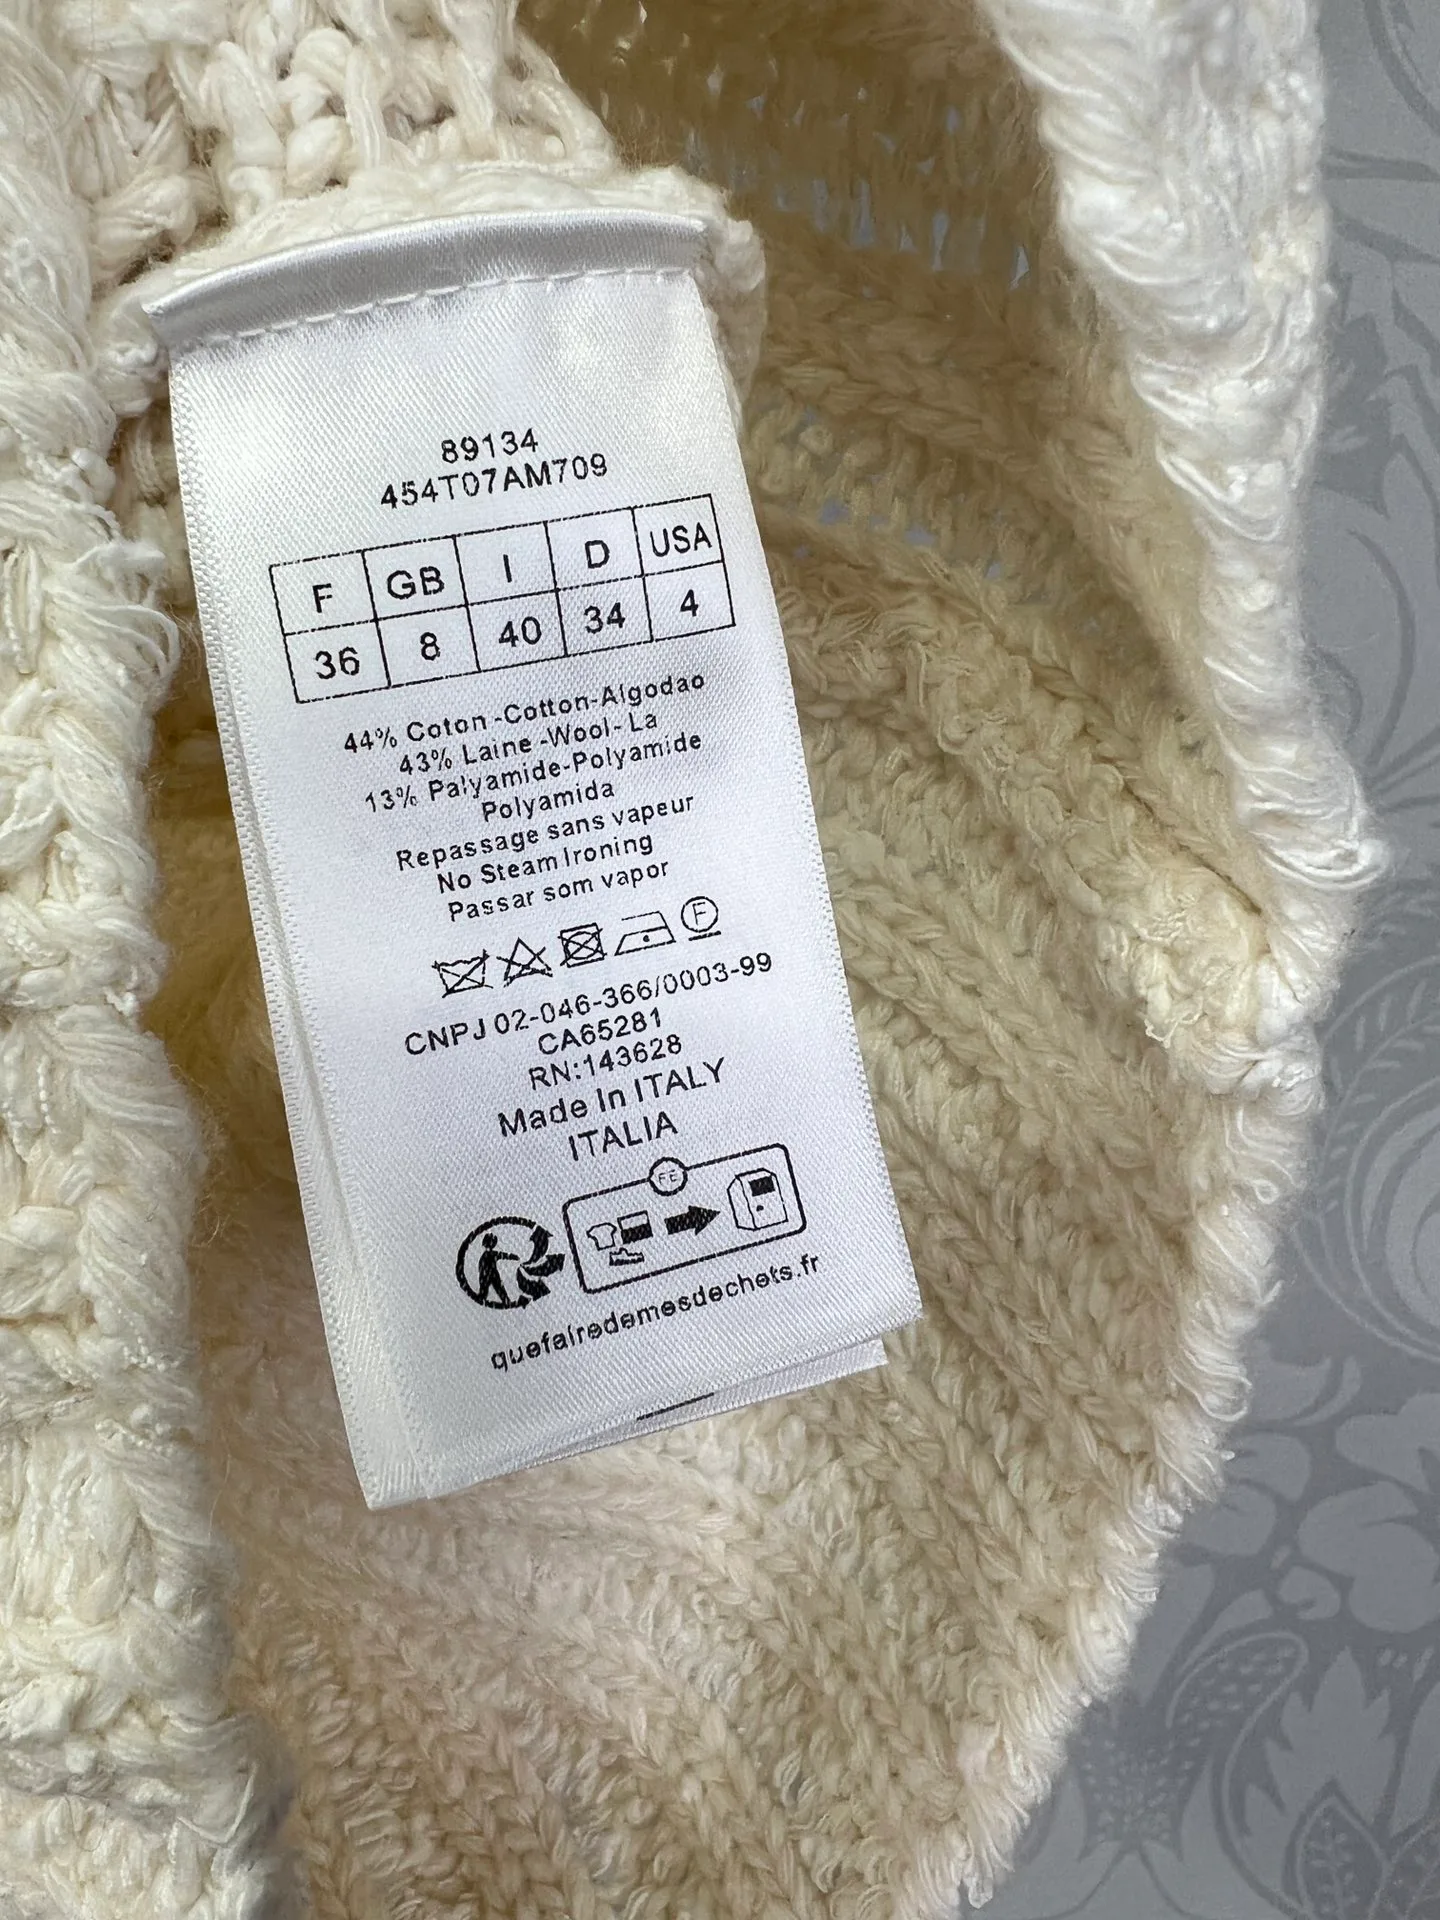 89134
454T07AM709
F GB I D USA
36 8 40 34 4
44% Coton-Cotton-Algodao
43% Laine-Wool-La
13% Palyamide-Polyamide
Polyamida
Repassage sans vapeur
No Steam Ironing
Passar som vapor
F
CNPJ 02-046-366/0003-99
CA65281
RN:143628
Made In ITALY
ITALIA
quefairedemesdechets.fr